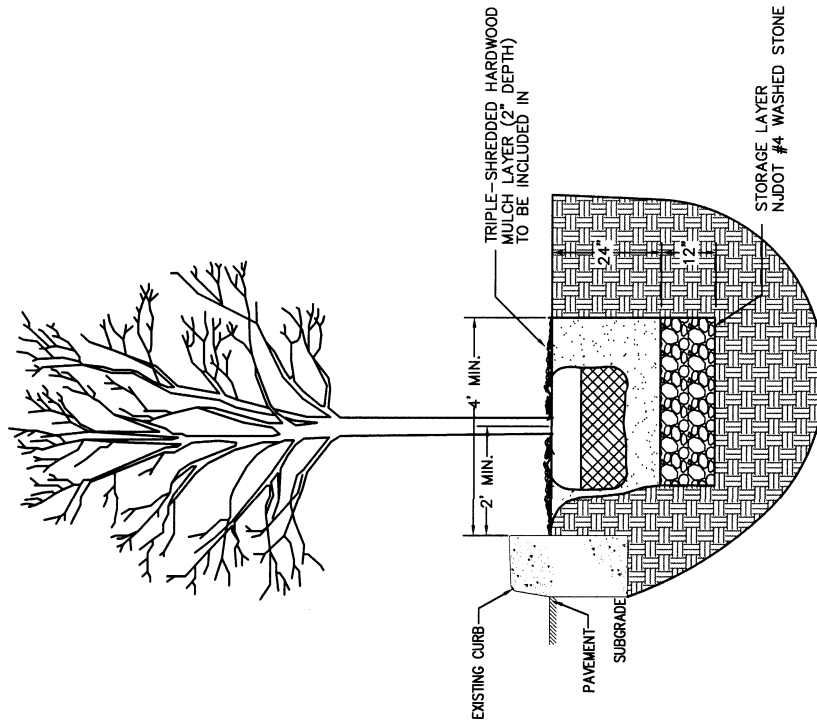 TRIPLE-SHREDDED HARDWOOD
MULCH LAYER (2" DEPTH)
TO BE INCLUDED IN
4' MIN.
2' MIN.
24"
12"
STORAGE LAYER
NJDOT #4 WASHED STONE
EXISTING CURB
PAVEMENT
SUBGRADE